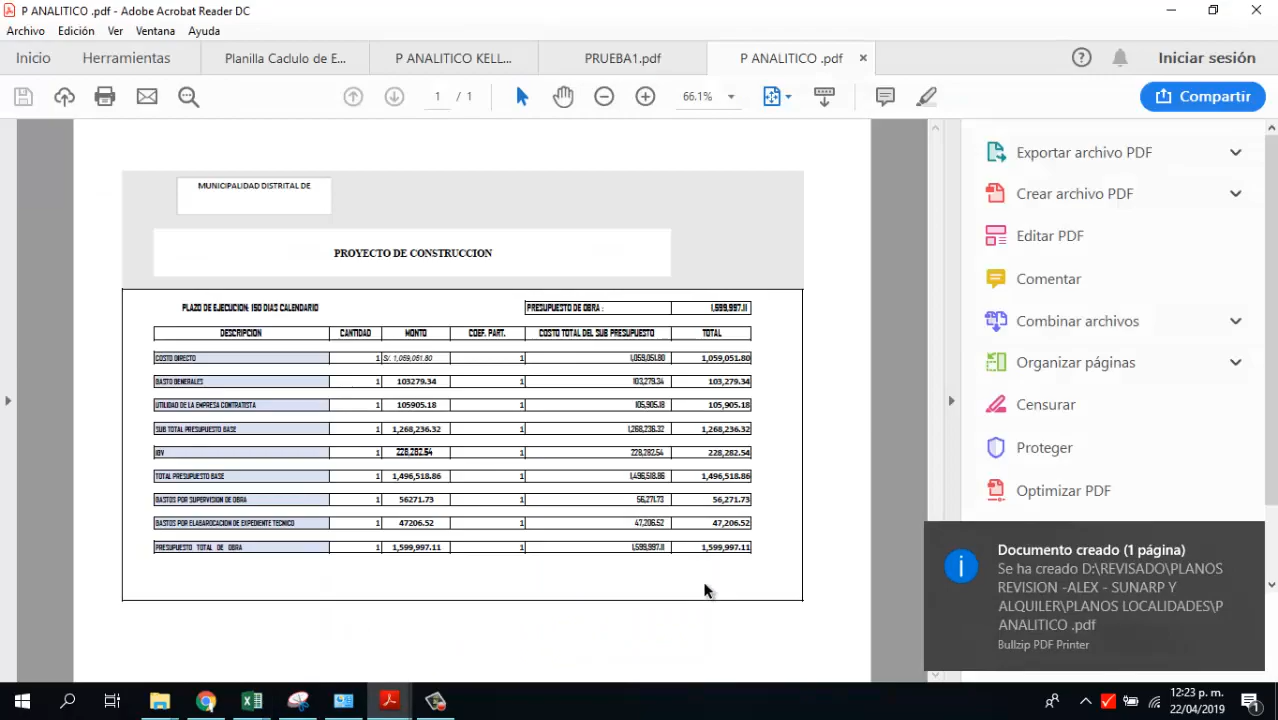 P ANALITICO .pdf - Adobe Acrobat Reader DC
Archivo Edición Ver Ventana Ayuda
Inicio Herramientas Planilla Caclulo de E... P ANALITICO KELL... PRUEBA1.pdf P ANALITICO .pdf × Iniciar sesión
1 / 1 66.1% Compartir
MUNICIPALIDAD DISTRITAL DE
PROYECTO DE CONSTRUCCION
PLAZO DE EJECUCION: 150 DIAS CALENDARIO PRESUPUESTO DE OBRA : 1,599,997.11
DESCRIPCION CANTIDAD MONTO COEF. PART. COSTO TOTAL DEL SUB PRESUPUESTO TOTAL
COSTO DIRECTO 1 S/. 1,059,051.80 1 1,059,051.80 1,059,051.80
GASTO GENERALES 1 103279.34 1 103,279.34 103,279.34
UTILIDAD DE LA EMPRESA CONTRATISTA 1 105905.18 1 105,905.18 105,905.18
SUB TOTAL PRESUPUESTO BASE 1 1,268,236.32 1 1,268,236.32 1,268,236.32
IGV 1 228,282.54 1 228,282.54 228,282.54
TOTAL PRESUPUESTO BASE 1 1,496,518.86 1 1,496,518.86 1,496,518.86
GASTOS POR SUPERVISION DE OBRA 1 56271.73 1 56,271.73 56,271.73
GASTOS POR ELABAROCACION DE EXPEDIENTE TECNICO 1 47206.52 1 47,206.52 47,206.52
PRESUPUESTO TOTAL DE OBRA 1 1,599,997.11 1 1,599,997.11 1,599,997.11
Exportar archivo PDF
Crear archivo PDF
Editar PDF
Comentar
Combinar archivos
Organizar páginas
Censurar
Proteger
Optimizar PDF
Documento creado (1 página)
Se ha creado D:\REVISADO\PLANOS
REVISION -ALEX - SUNARP Y
ALQUILER\PLANOS LOCALIDADES\P
ANALITICO .pdf
Bullzip PDF Printer
12:23 p. m.
22/04/2019
1